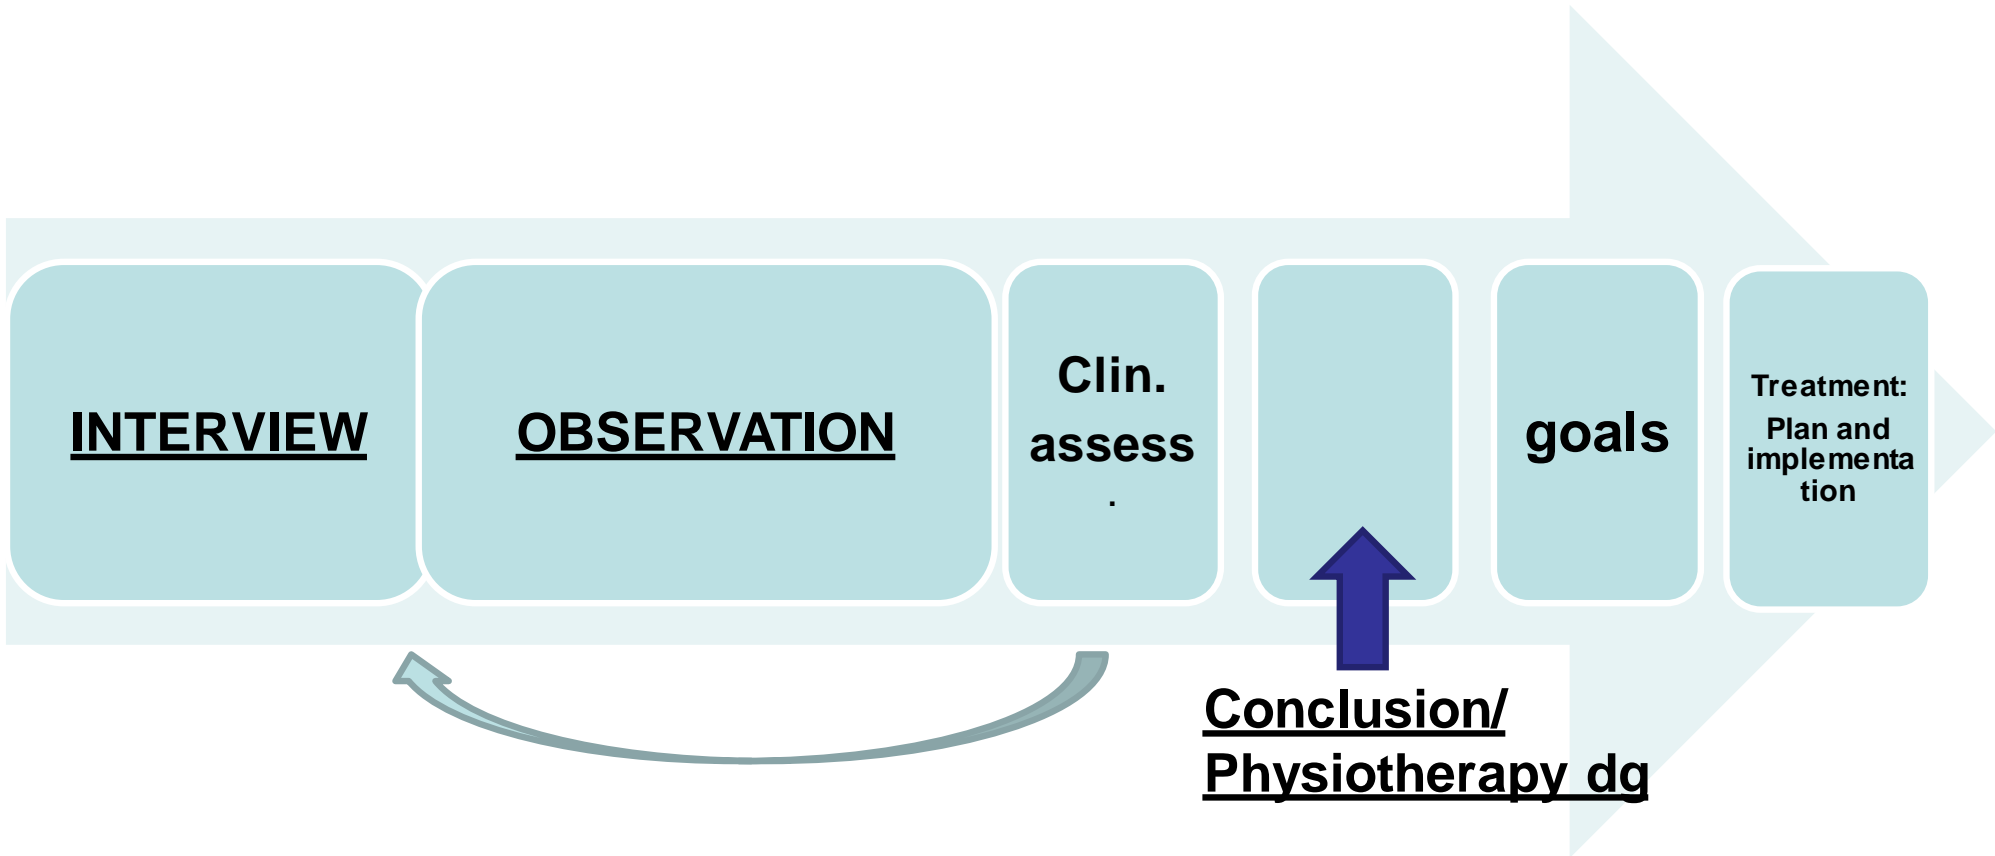 INTERVIEW
OBSERVATION
Clin.
assess
.
goals
Treatment:
Plan and
implementa
tion
Conclusion/
Physiotherapy dg